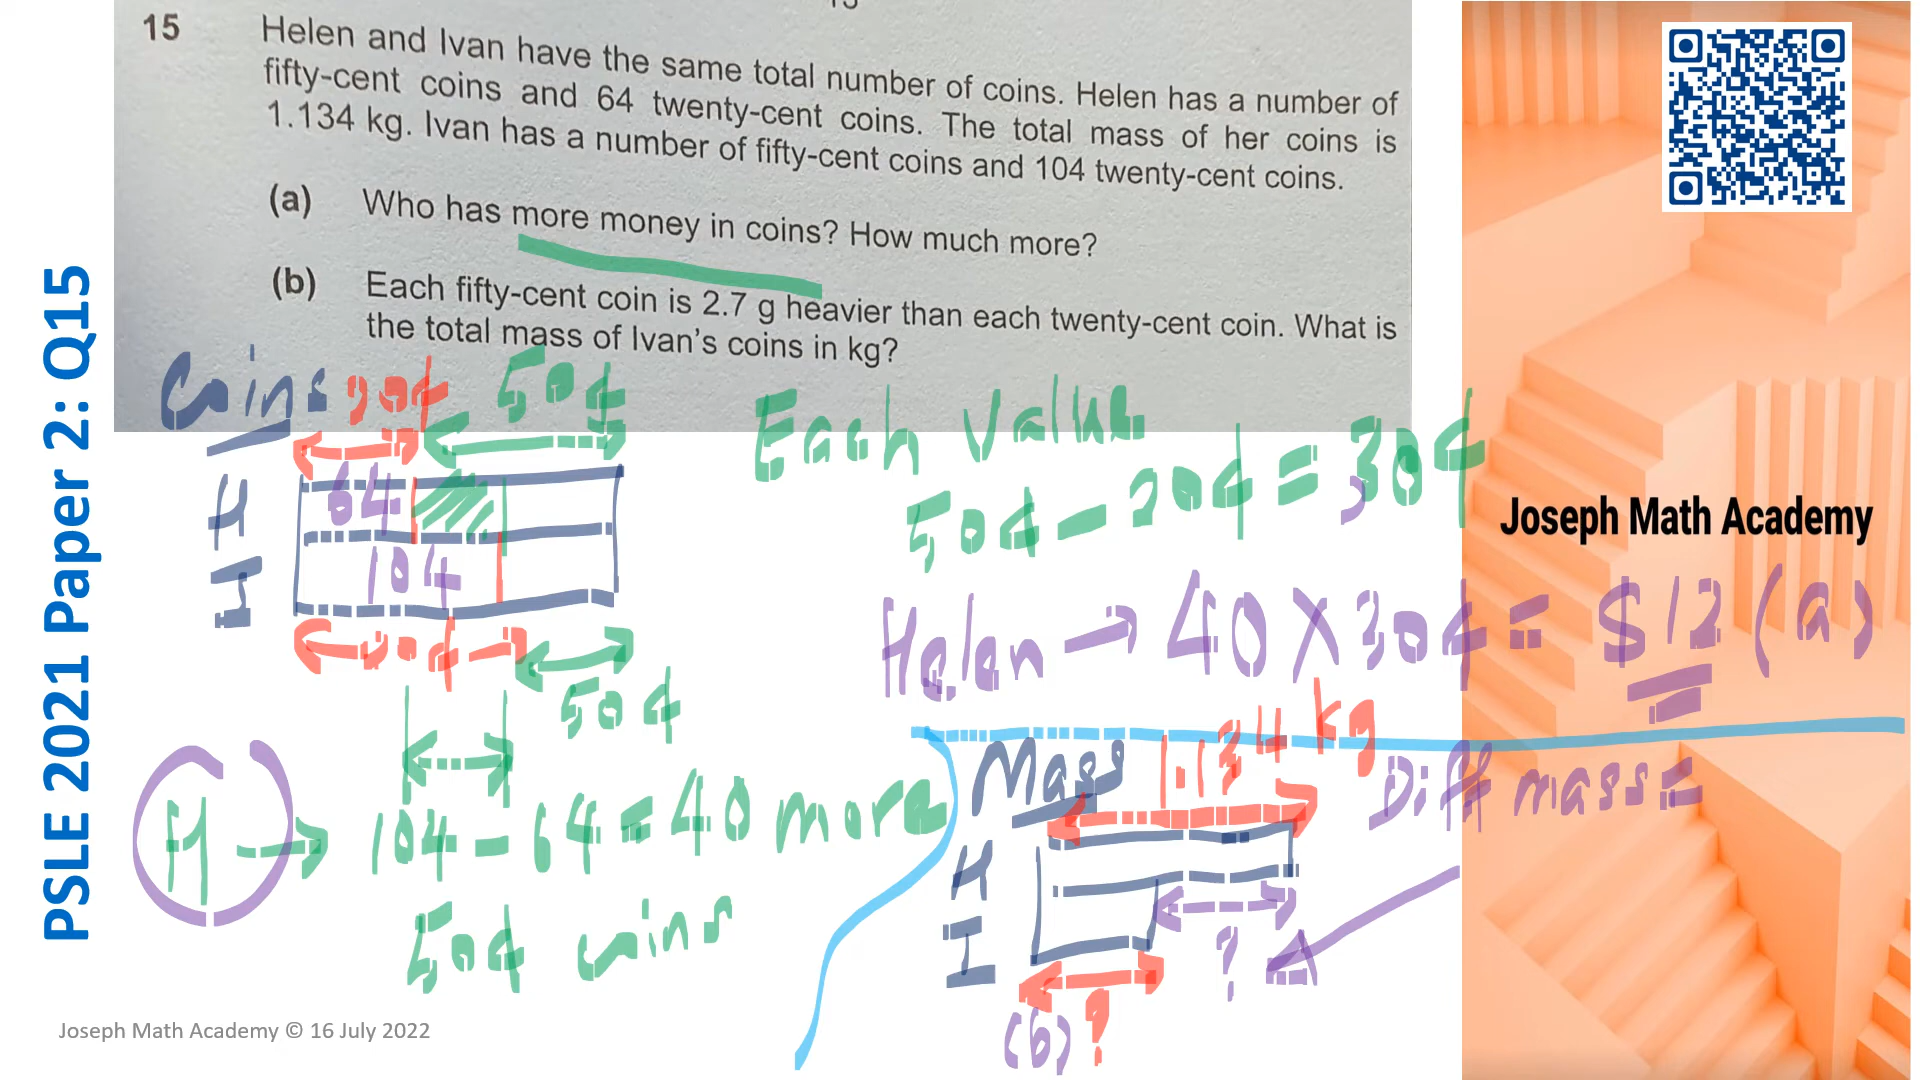 PSLE 2021 Paper 2: Q15
15
Helen and Ivan have the same total number of coins. Helen has a number of
fifty-cent coins and 64 twenty-cent coins. The total mass of her coins is
1.134 kg. Ivan has a number of fifty-cent coins and 104 twenty-cent coins.
(a) Who has more money in coins? How much more?
(b) Each fifty-cent coin is 2.7 g heavier than each twenty-cent coin. What is
the total mass of Ivan's coins in kg?
Coins 20¢ 50¢
H 64
I 104
20¢ 50¢
H → 104 - 64 = 40 more
50¢ coins
Each Value
50¢ - 20¢ = 30¢
Helen → 40 × 30¢ = $12 (a)
Mass 1.134 kg Diff mass =
H
I
?
(b) ?
Joseph Math Academy
Joseph Math Academy © 16 July 2022